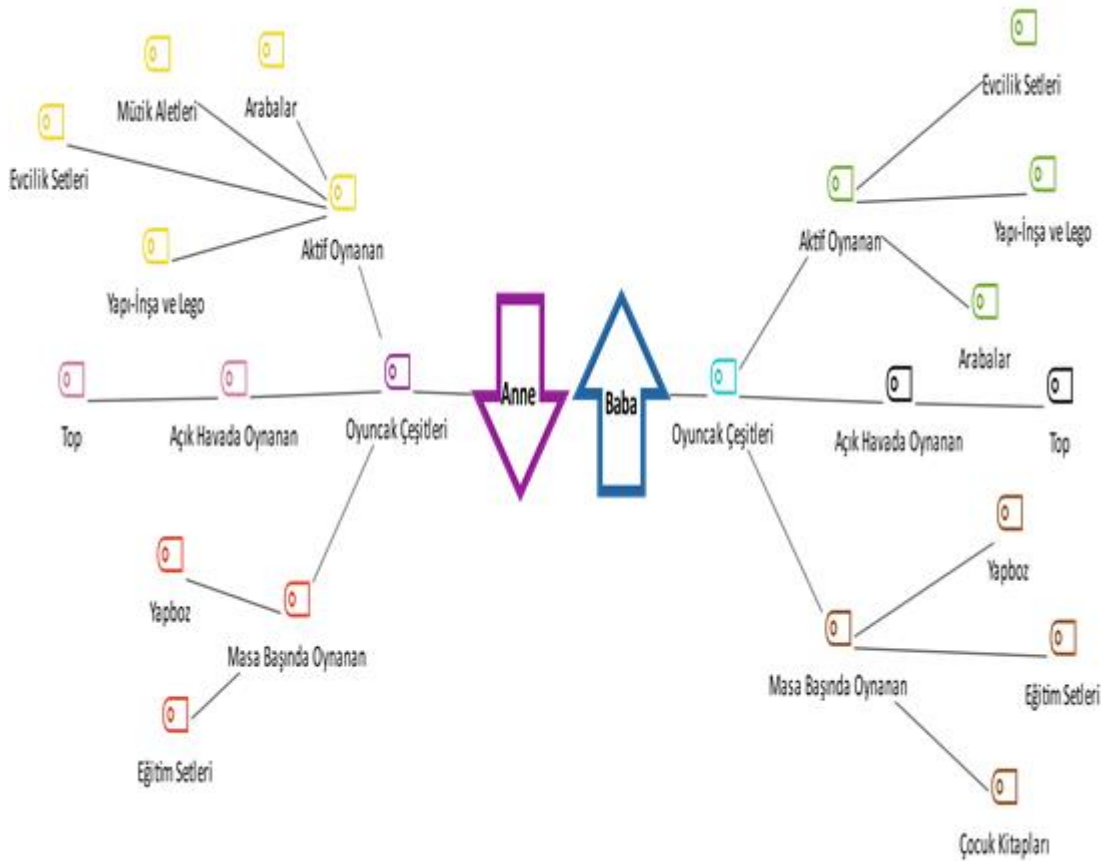 Müzik Aletleri
Arabalar
Evcilik Setleri
Aktif Oynanan
Yapı-İnşa ve Lego
Top
Açık Havada Oynanan
Oyuncak Çeşitleri
Yapboz
Masa Başında Oynanan
Eğitim Setleri
Anne
Baba
Evcilik Setleri
Aktif Oynanan
Yapı-İnşa ve Lego
Arabalar
Oyuncak Çeşitleri
Açık Havada Oynanan
Top
Yapboz
Masa Başında Oynanan
Eğitim Setleri
Çocuk Kitapları